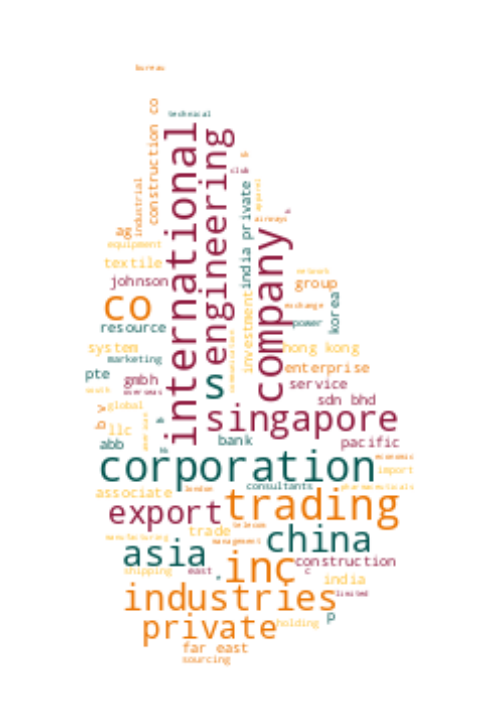 bureau
technical
construction co
industrial
international
engineering
sk
club
apparel
india private
airways
ag
equipment
company
textile
johnson
network
group
co
investment
exchange
korea
resource
power
system
marketing
communication
hong kong
pte
gmbh
enterprise
south
overseas
s
service
global
sdn bhd
b v
llc
singapore
abb
bank
pacific
corporation
economic
import
associate
london
consultants
pharmaceuticals
export
trading
trade
telecom
manufacturing
management
china
asia
shipping
east
inc
construction
c
india
industries
limited
private
holding
p
far east
sourcing